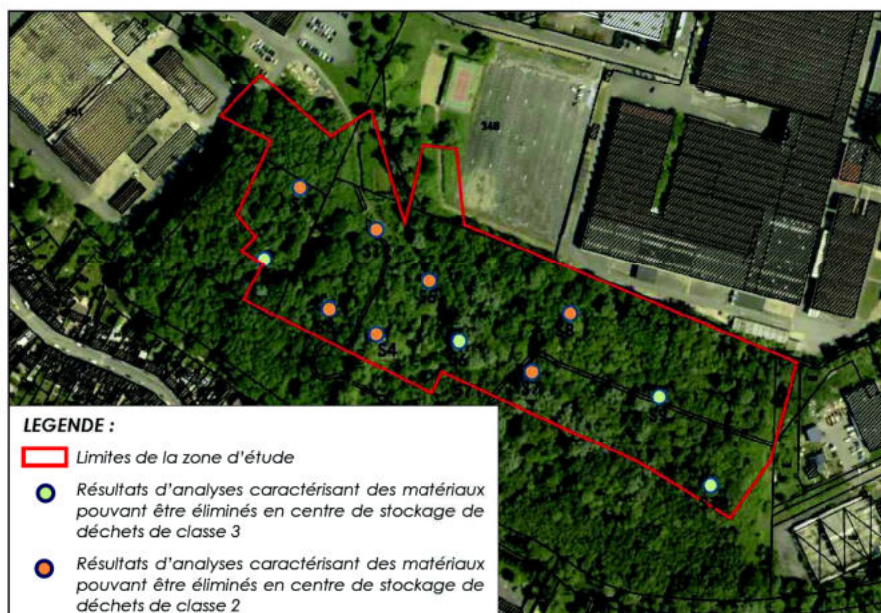 348
S4
LEGENDE :
Limites de la zone d'étude
Résultats d'analyses caractérisant des matériaux
pouvant être éliminés en centre de stockage de
déchets de classe 3
Résultats d'analyses caractérisant des matériaux
pouvant être éliminés en centre de stockage de
déchets de classe 2